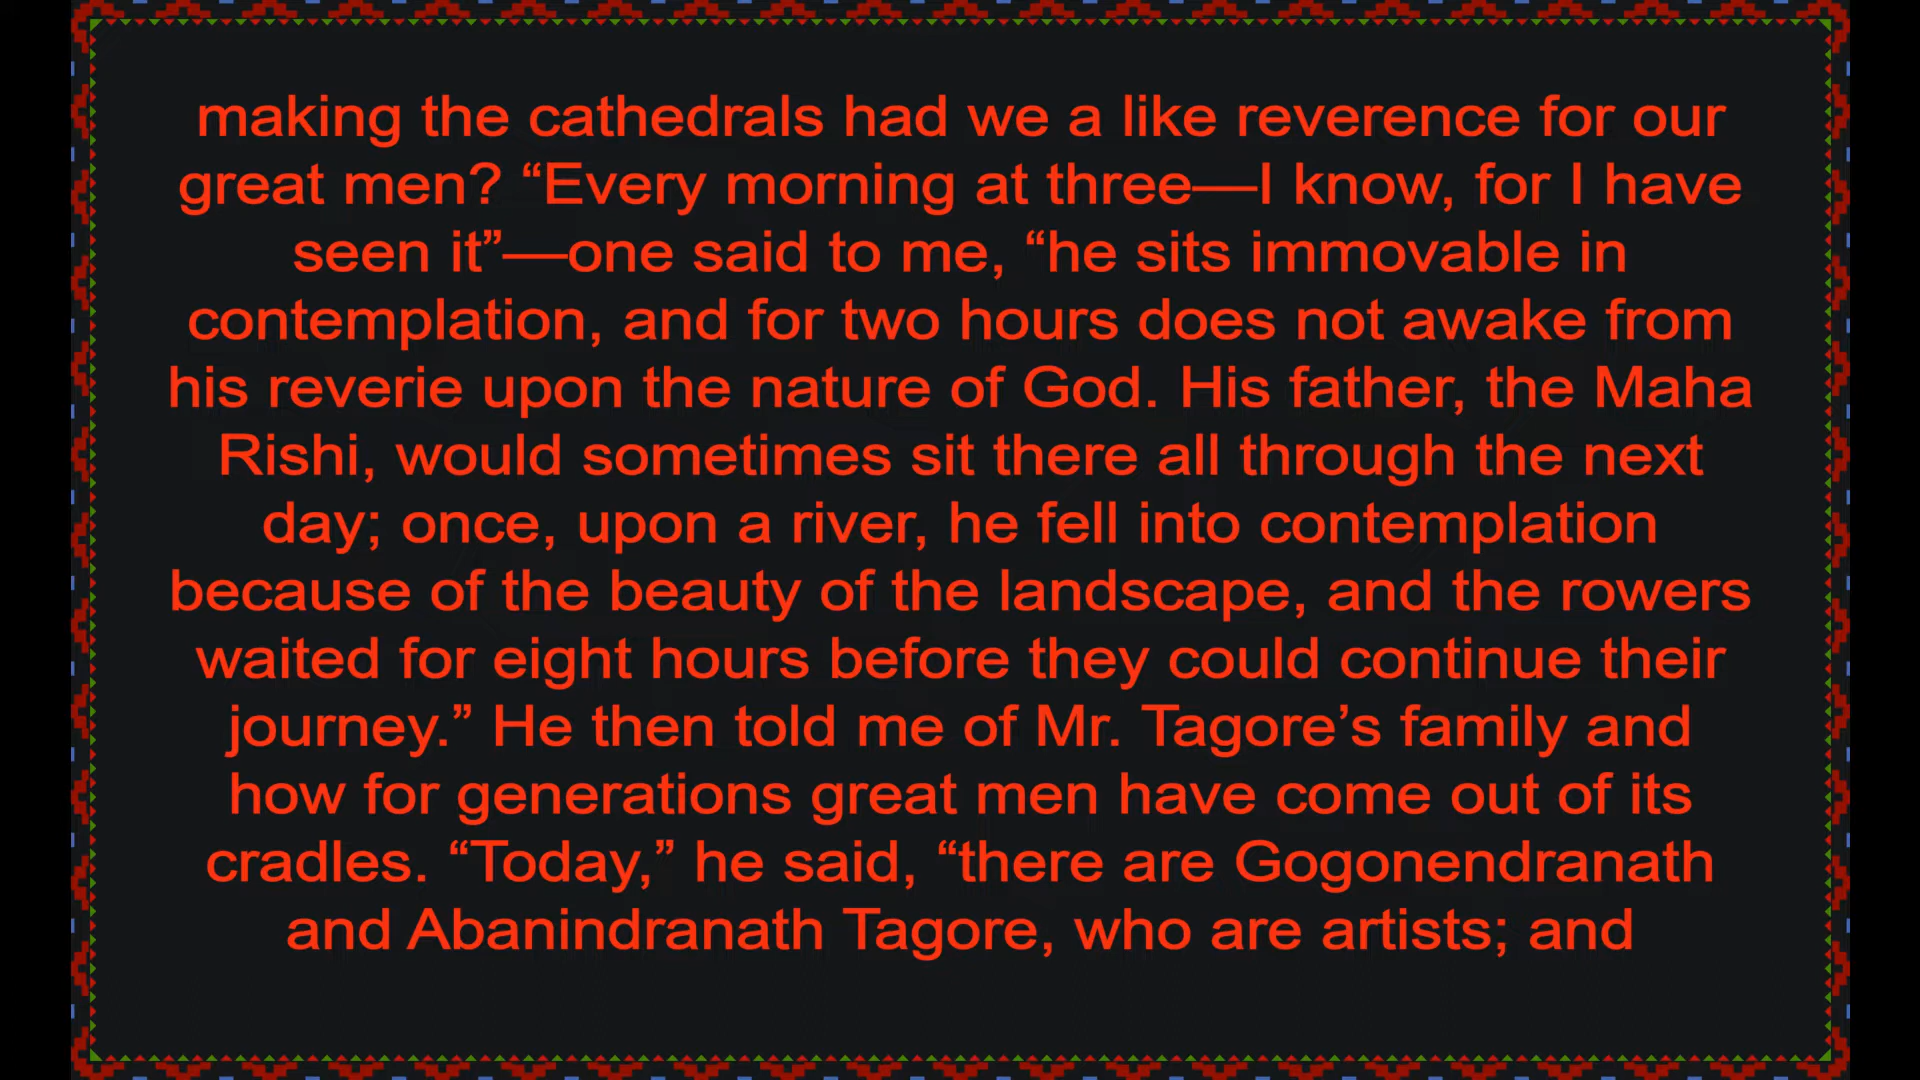 making the cathedrals had we a like reverence for our
great men? “Every morning at three—I know, for I have
seen it”—one said to me, “he sits immovable in
contemplation, and for two hours does not awake from
his reverie upon the nature of God. His father, the Maha
Rishi, would sometimes sit there all through the next
day; once, upon a river, he fell into contemplation
because of the beauty of the landscape, and the rowers
waited for eight hours before they could continue their
journey.” He then told me of Mr. Tagore’s family and
how for generations great men have come out of its
cradles. “Today,” he said, “there are Gogonendranath
and Abanindranath Tagore, who are artists; and